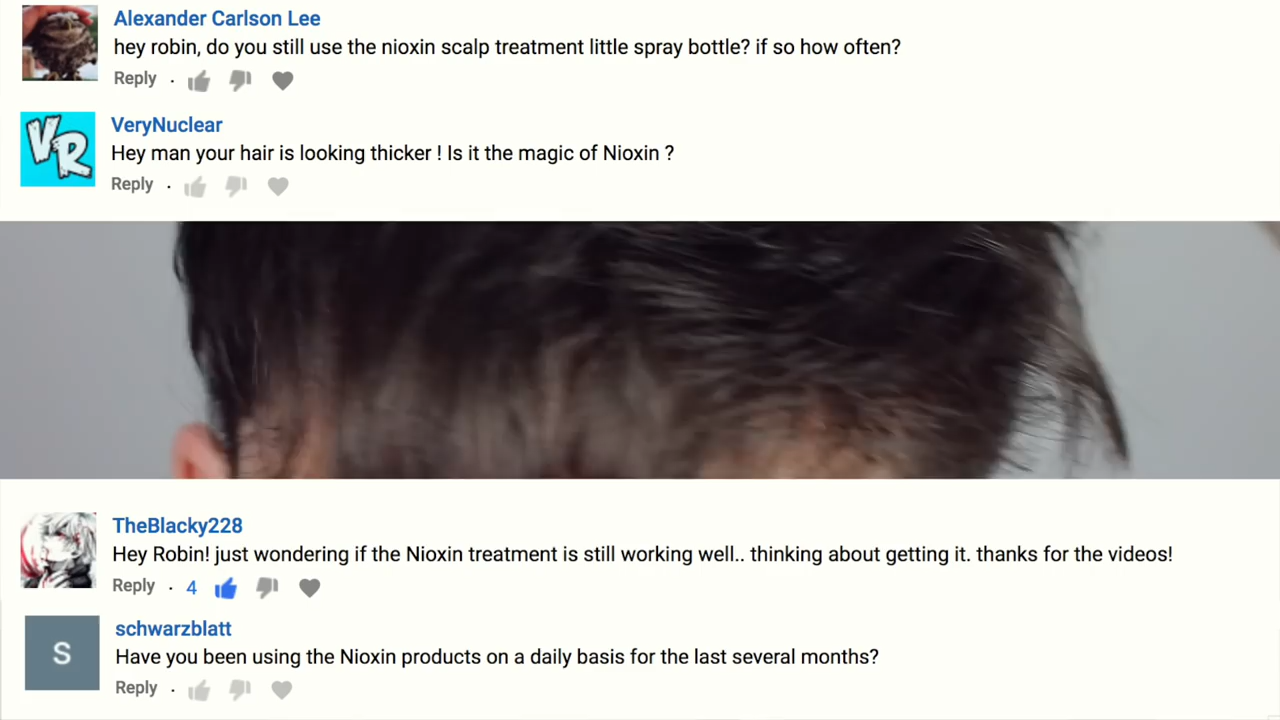 Alexander Carlson Lee
hey robin, do you still use the nioxin scalp treatment little spray bottle? if so how often?
Reply ·
VR
VeryNuclear
Hey man your hair is looking thicker ! Is it the magic of Nioxin ?
Reply ·
TheBlacky228
Hey Robin! just wondering if the Nioxin treatment is still working well.. thinking about getting it. thanks for the videos!
Reply · 4
S
schwarzblatt
Have you been using the Nioxin products on a daily basis for the last several months?
Reply ·